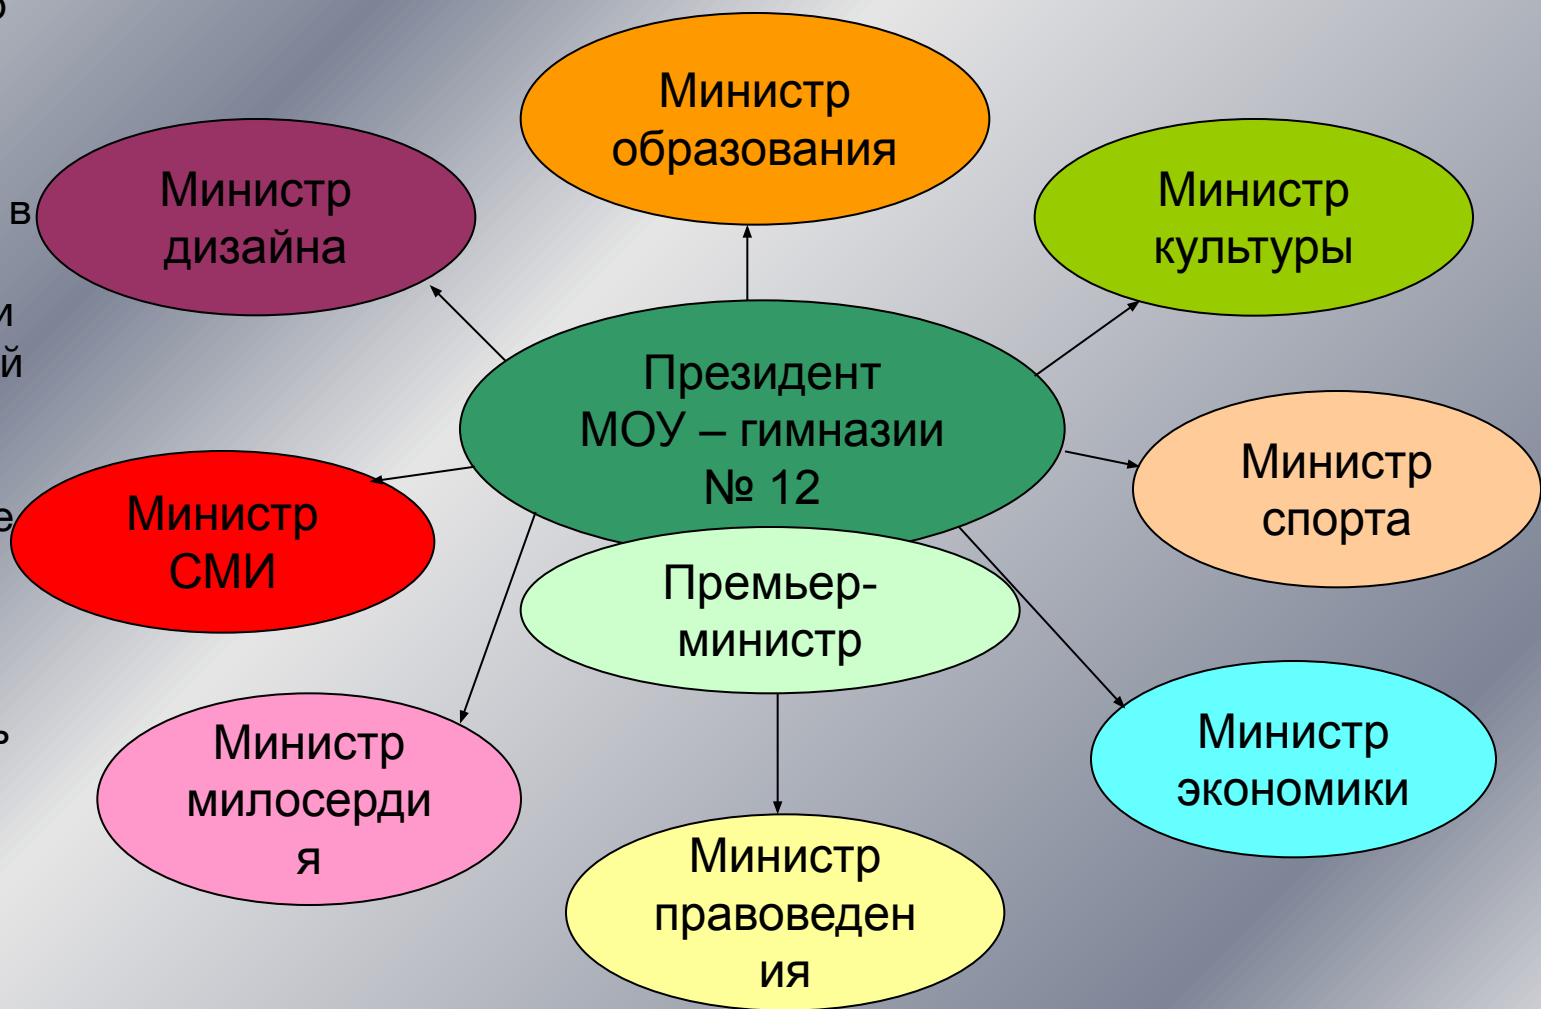 Министр
образования
Министр
дизайна
Министр
культуры
в
и
й
Президент
МОУ – гимназии
№ 12
Министр
спорта
е
Министр
СМИ
Премьер-
министр
ь
Министр
милосерди
я
Министр
экономики
Министр
правоведен
ия